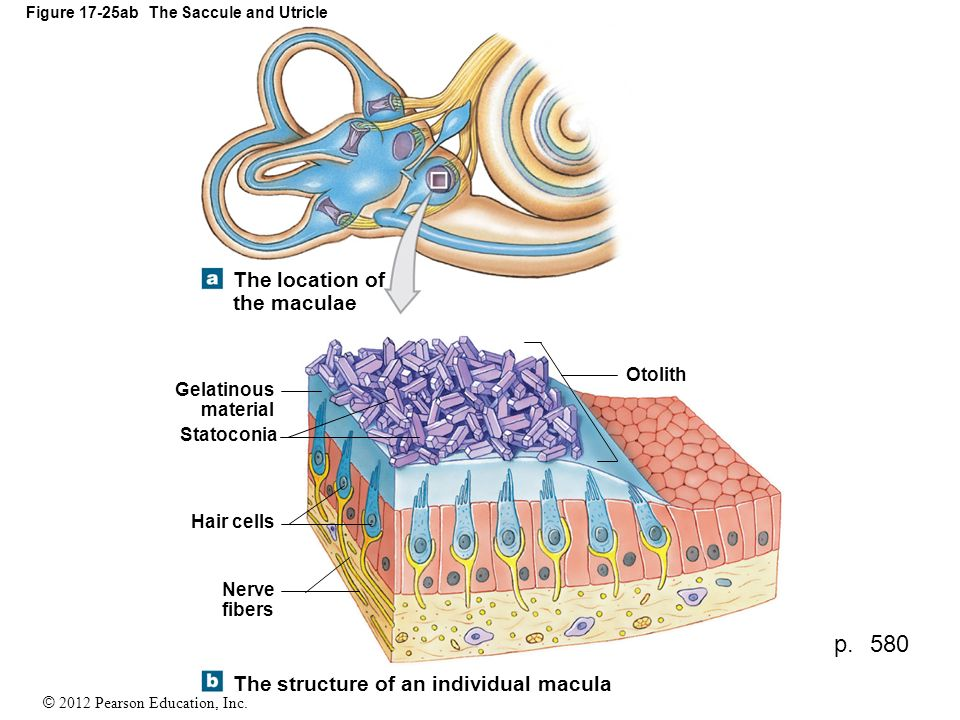 Figure 17-25ab  The Saccule and Utricle
a The location of
the maculae
Otolith
Gelatinous
material
Statoconia
Hair cells
Nerve
fibers
p. 580
b The structure of an individual macula
© 2012 Pearson Education, Inc.